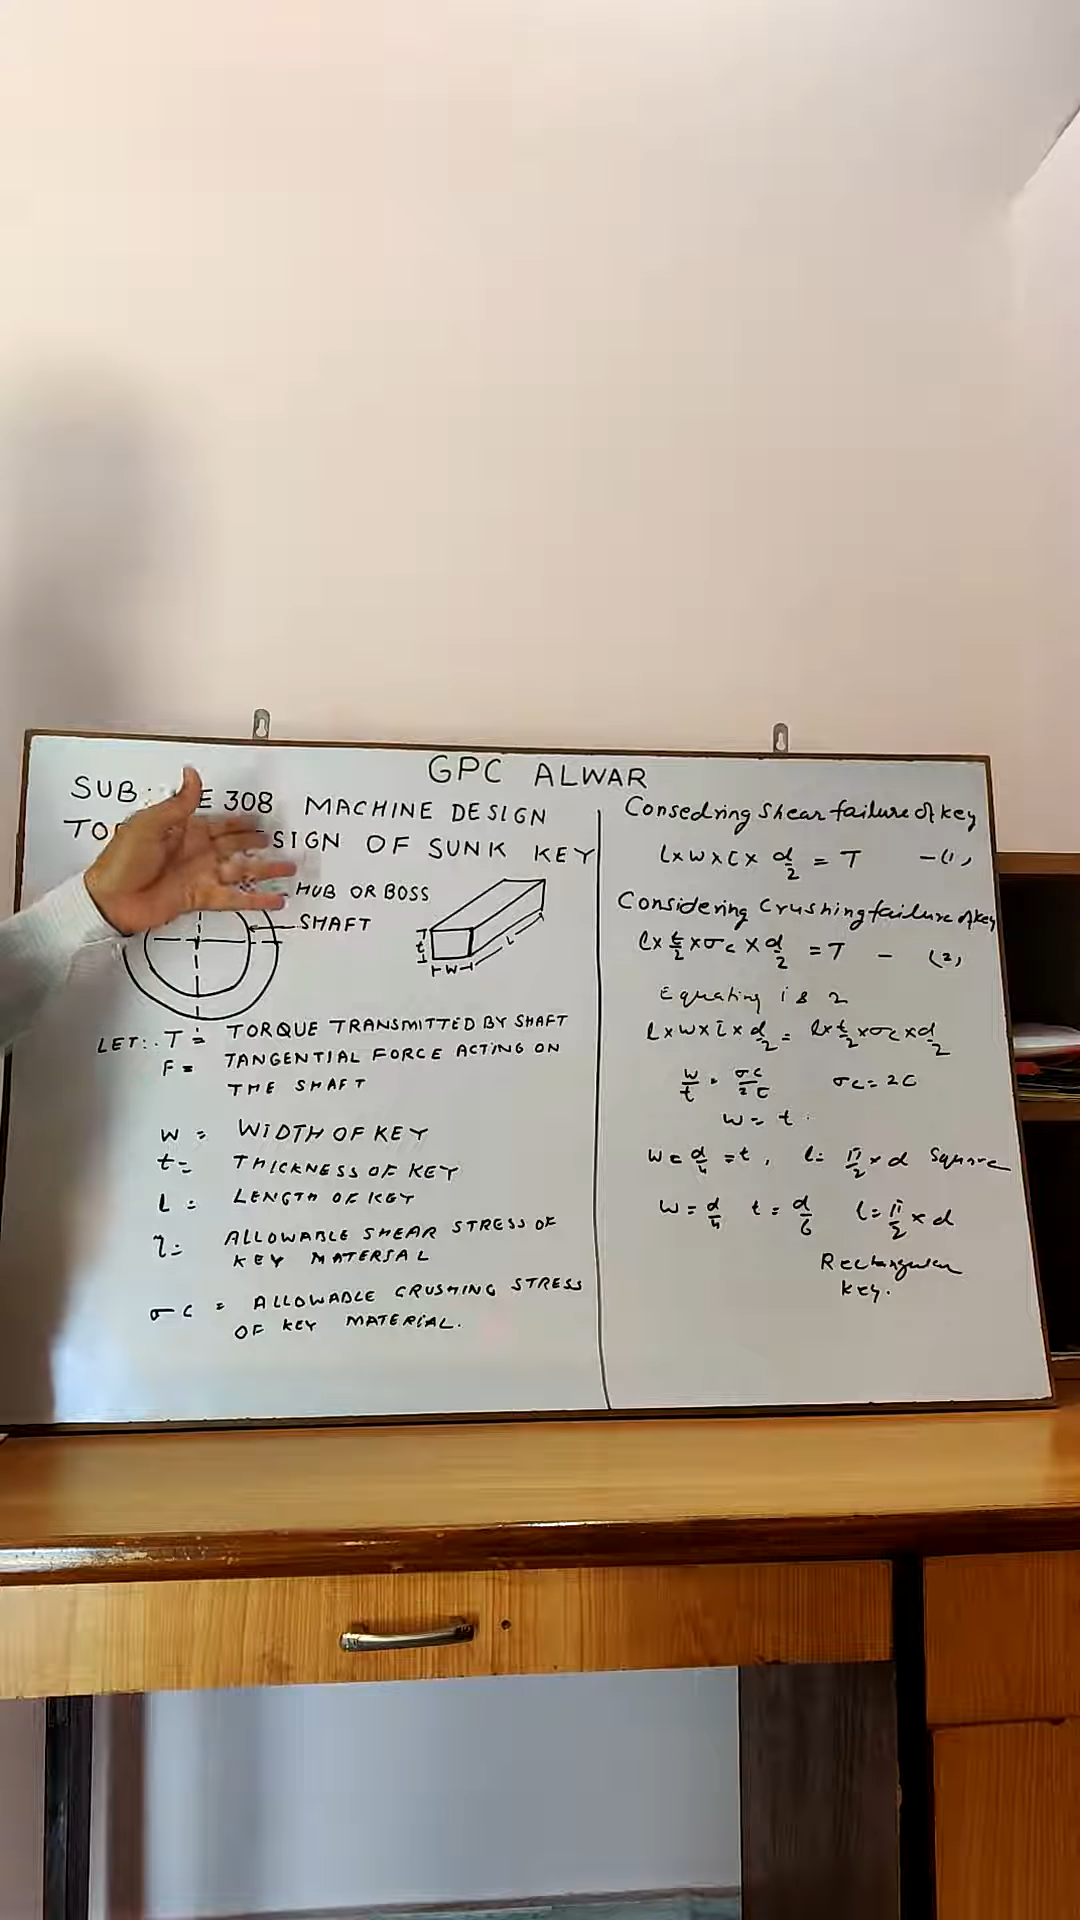 GPC ALWAR
SUB: E 308 MACHINE DESIGN
SIGN OF SUNK KEY
HUB OR BOSS
SHAFT
t
W
L
LET:. T = TORQUE TRANSMITTED BY SHAFT
F = TANGENTIAL FORCE ACTING ON
THE SHAFT
W = WIDTH OF KEY
t = THICKNESS OF KEY
L = LENGTH OF KEY
τ = ALLOWABLE SHEAR STRESS OF
KEY MATERSAL
σc = ALLOWABLE CRUSHING STRESS
OF KEY MATERIAL.
Consedring Shear failure of key
l×w×τ× d/2 = T —(1)
Considering Crushing failure of key
l× t/2 ×σc × d/2 = T — (2)
Equating 1 & 2
l×w×τ× d/2 = l× t/2 ×σc× d/2
w/t = σc/2τ σc = 2τ
w = t
w = d/4 = t, l = π/2 × d Square
w = d/4 t = d/6 l = π/2 × d
Rectangular
key.